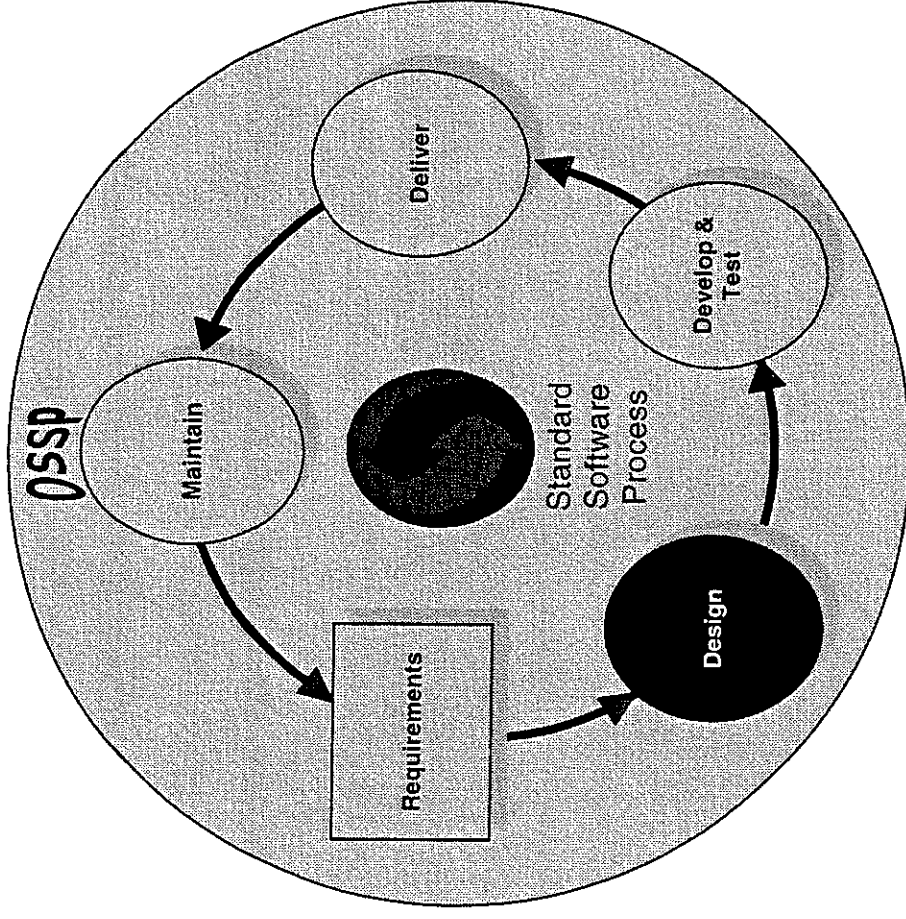 OSSP
Maintain
Deliver
Requirements
Standard
Software
Process
Develop &
Test
Design